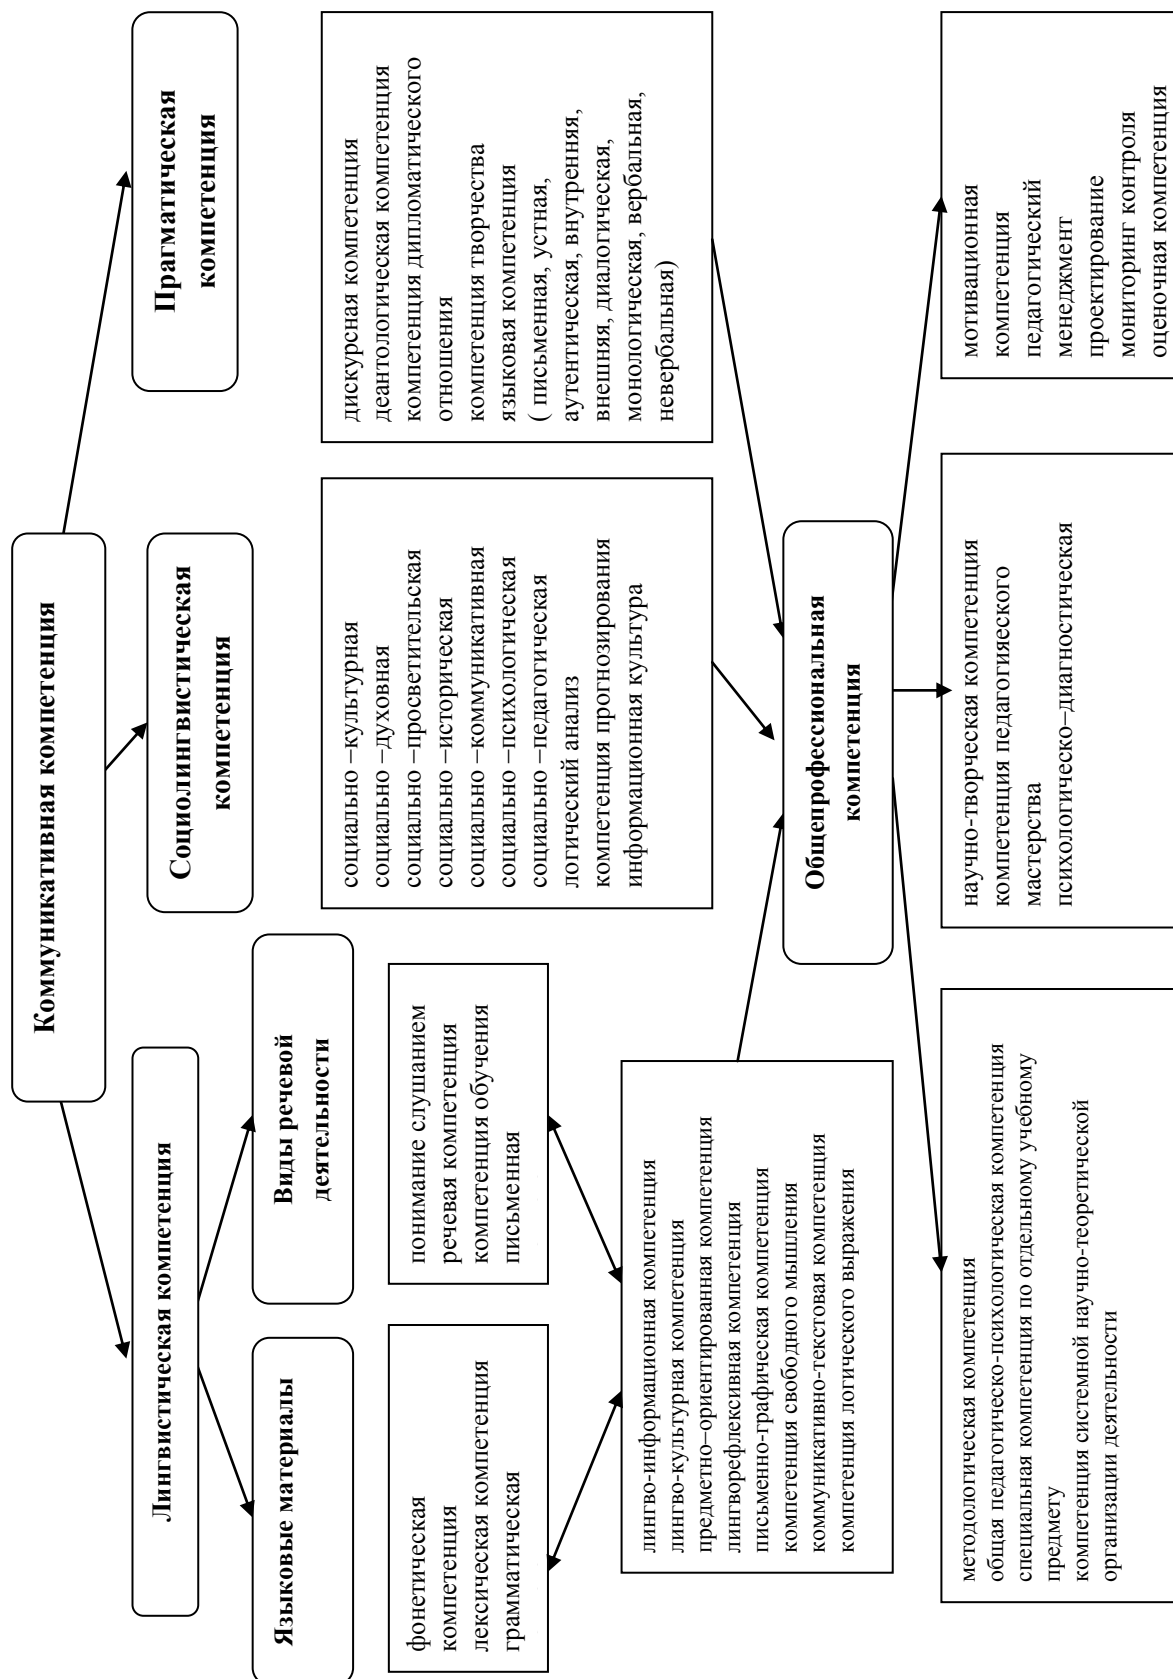 Коммуникативная компетенция
Лингвистическая компетенция
Социолингвистическая
компетенция
Прагматическая
компетенция
Языковые материалы
Виды речевой
деятельности
фонетическая
компетенция
лексическая компетенция
грамматическая
понимание слушанием
речевая компетенция
компетенция обучения
письменная
социально –культурная
социально –духовная
социально –просветительская
социально –историческая
социально –коммуникативная
социально –психологическая
социально –педагогическая
логический анализ
компетенция прогнозирования
информационная культура
дискурсная компетенция
деантологическая компетенция
компетенция дипломатического
отношения
компетенция творчества
языковая компетенция
( письменная, устная,
аутентическая, внутренняя,
внешняя, диалогическая,
монологическая, вербальная,
невербальная)
лингво-информационная компетенция
лингво-культурная компетенция
предметно–ориентированная компетенция
лингворефлексивная компетенция
письменно-графическая компетенция
компетенция свободного мышления
коммуникативно-текстовая компетенция
компетенция логического выражения
Общепрофессиональная
компетенция
методологическая компетенция
общая педагогическо-психологическая компетенция
специальная компетенция по отдельному учебному
предмету
компетенция системной научно-теоретической
организации деятельности
научно-творческая компетенция
компетенция педагогияеского
мастерства
психологическо–диагностическая
мотивационная
компетенция
педагогический
менеджмент
проектирование
мониторинг контроля
оценочная компетенция